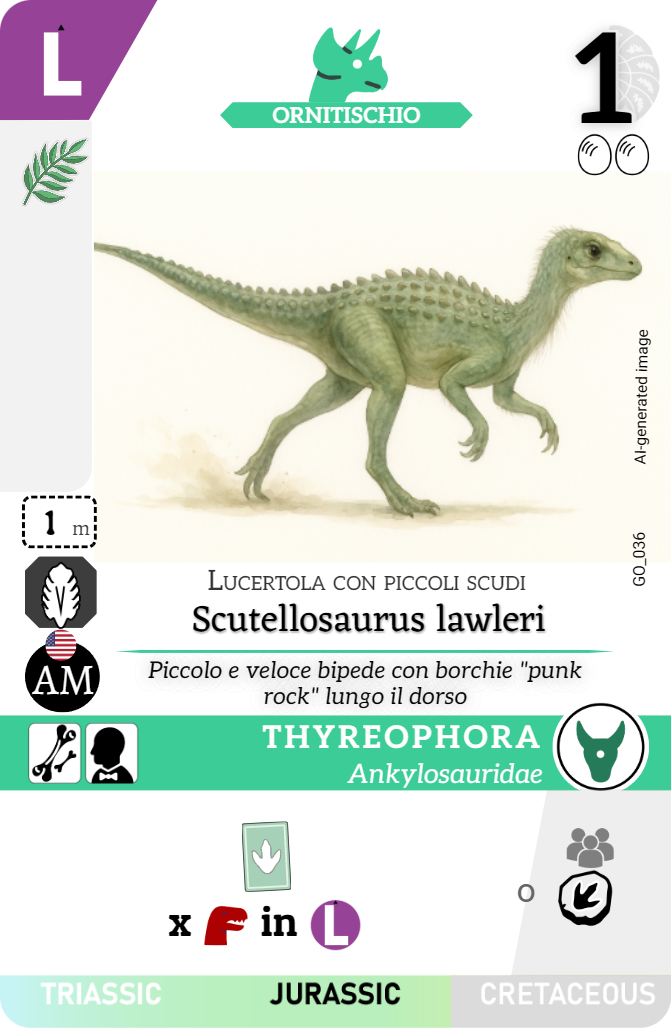 L
ORNITISCHIO
1
AI-generated image
GO_036
1 m
AM
Lucertola con piccoli scudi
Scutellosaurus lawleri
Piccolo e veloce bipede con borchie "punk
rock" lungo il dorso
THYREOPHORA
Ankylosauridae
x in L
O
TRIASSIC JURASSIC CRETACEOUS